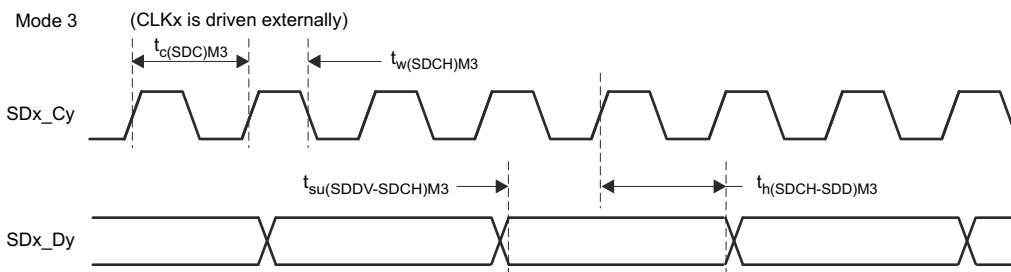 Mode 3 (CLKx is driven externally)
tc(SDC)M3
tw(SDCH)M3
SDx_Cy
tsu(SDDV-SDCH)M3
th(SDCH-SDD)M3
SDx_Dy